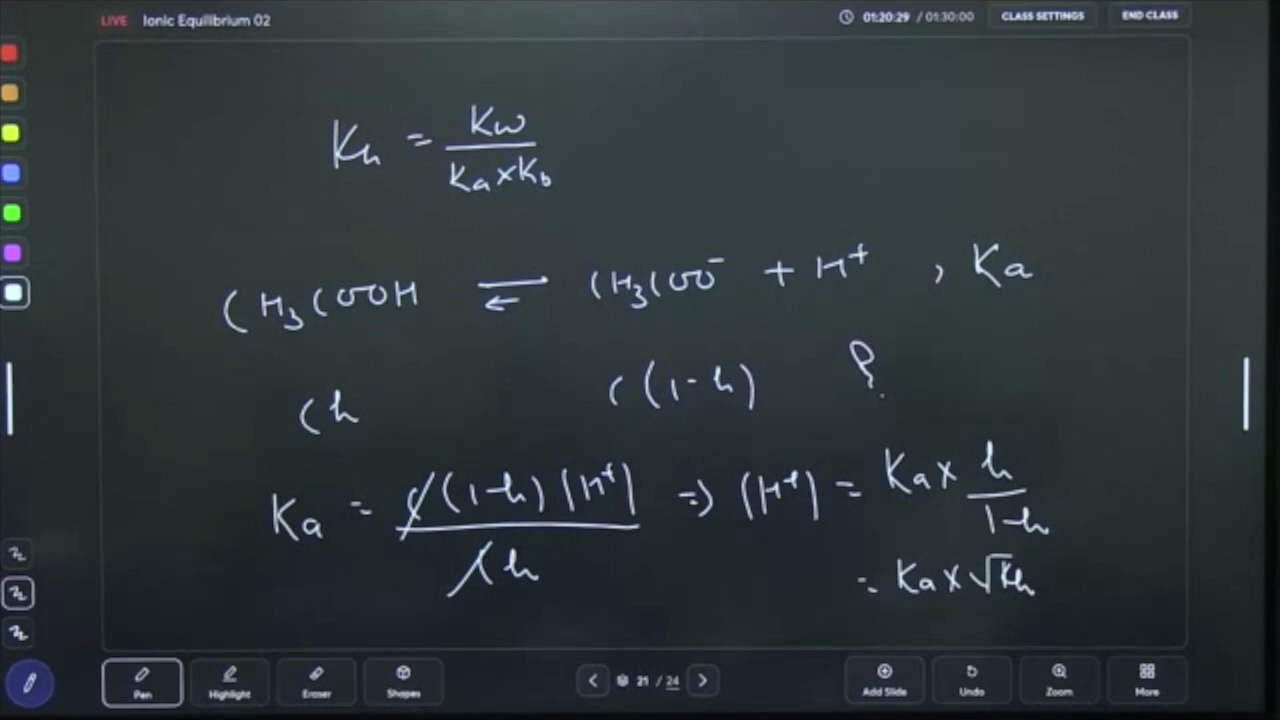 LIVE Ionic Equilibrium 02 01:20:29 / 01:30:00 CLASS SETTINGS END CLASS
Kh = Kw / Ka×Kb
CH3COOH ⇌ CH3COO⁻ + H⁺ , Ka
Ch C(1-h) ?
Ka = C(1-h)[H⁺] / Ch ⇒ [H⁺] = Ka × h / 1-h
= Ka × √Kh
Pen Highlight Eraser Shapes 21 / 24 Add Slide Undo Zoom More